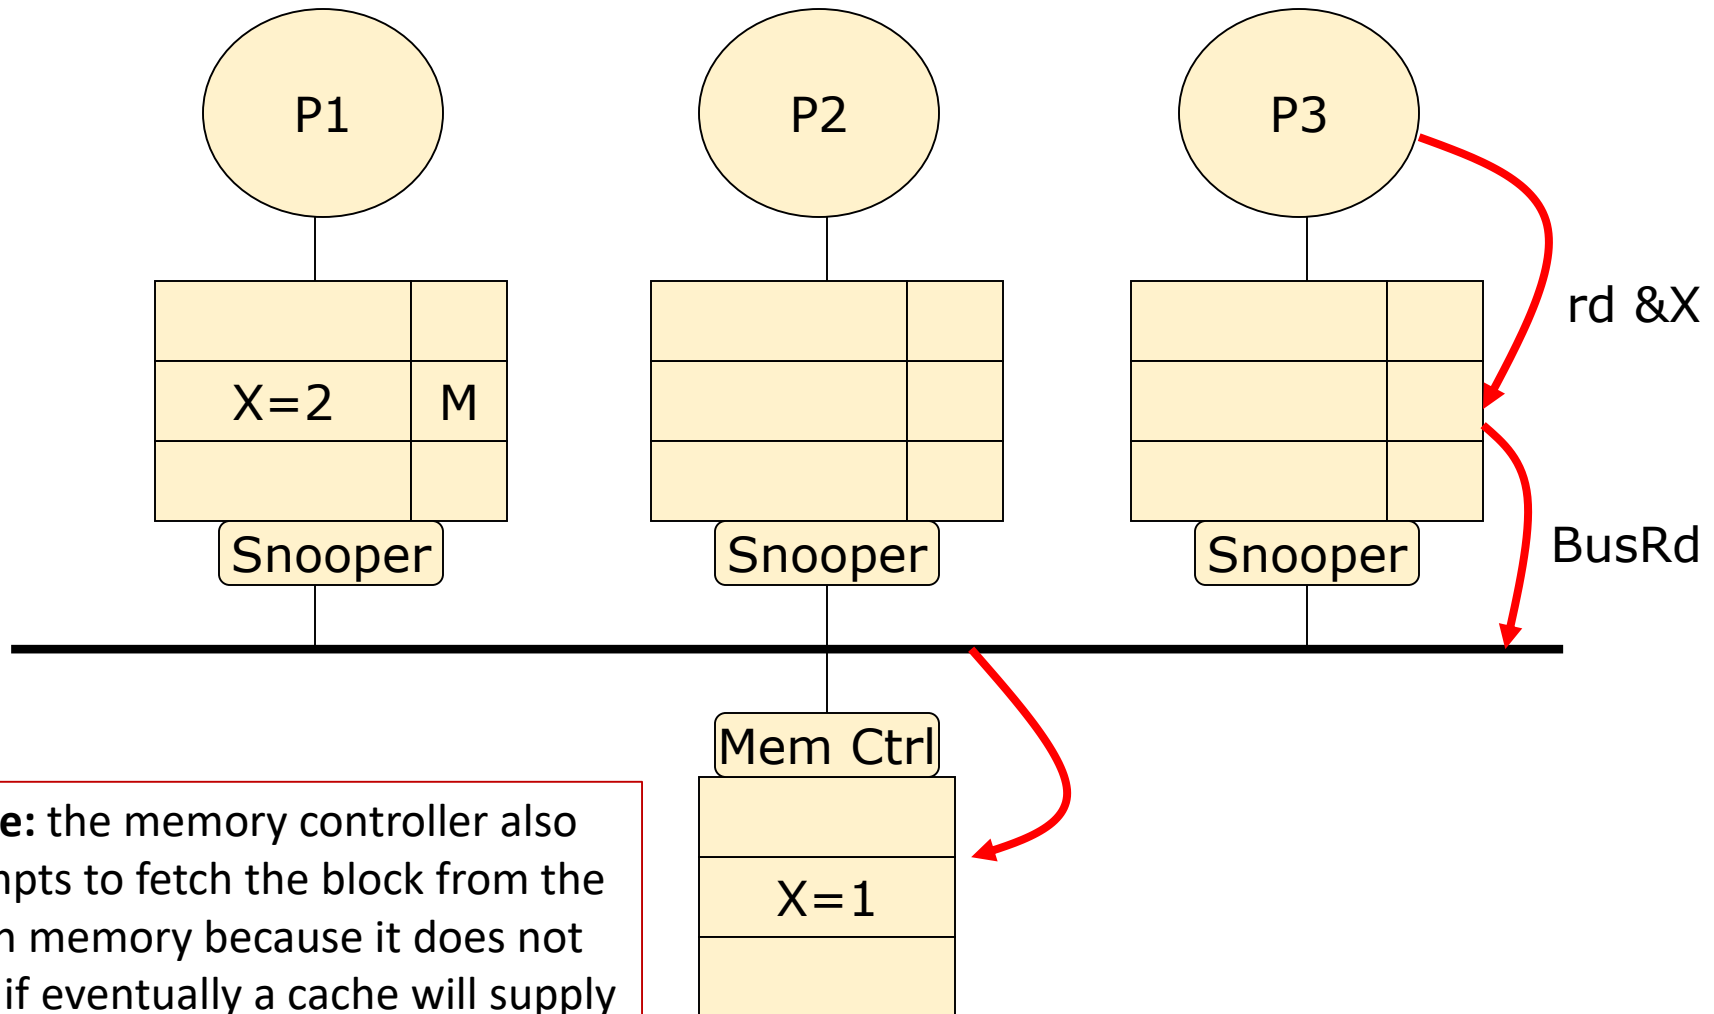 P1
P2
P3
rd &X
X=2 M
BusRd
Snooper
Snooper
Snooper
Mem Ctrl
X=1
e: the memory controller also
mpts to fetch the block from the
n memory because it does not
if eventually a cache will supply